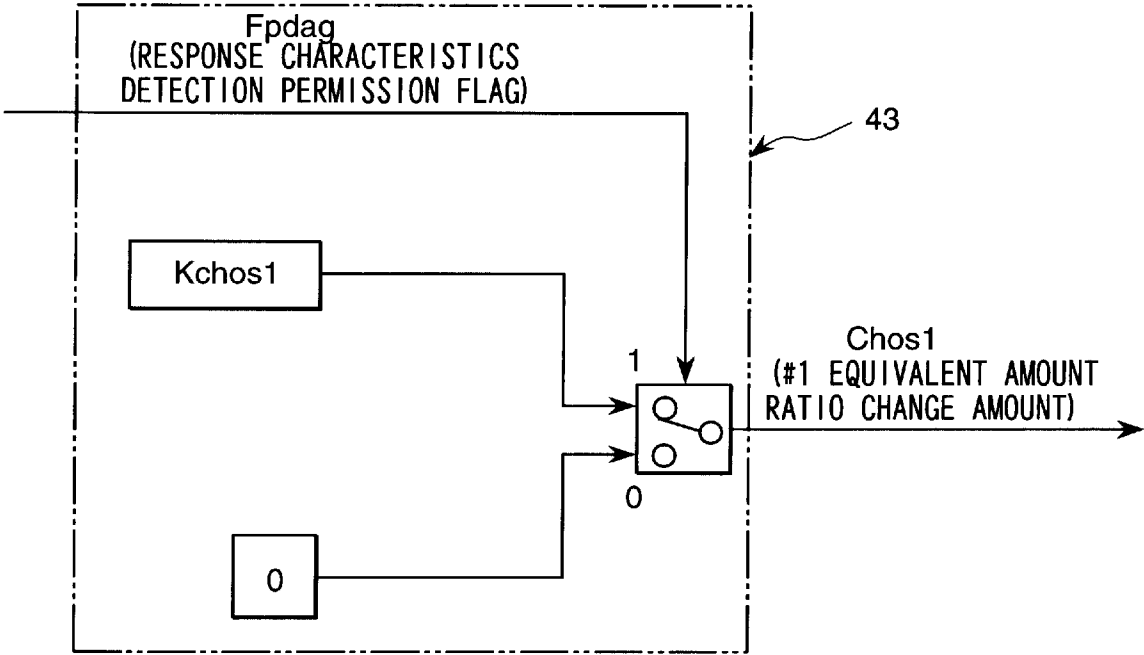 Fpdag
(RESPONSE CHARACTERISTICS
DETECTION PERMISSION FLAG)
43
Kchos1
1
Chos1
(#1 EQUIVALENT AMOUNT
RATIO CHANGE AMOUNT)
0
0